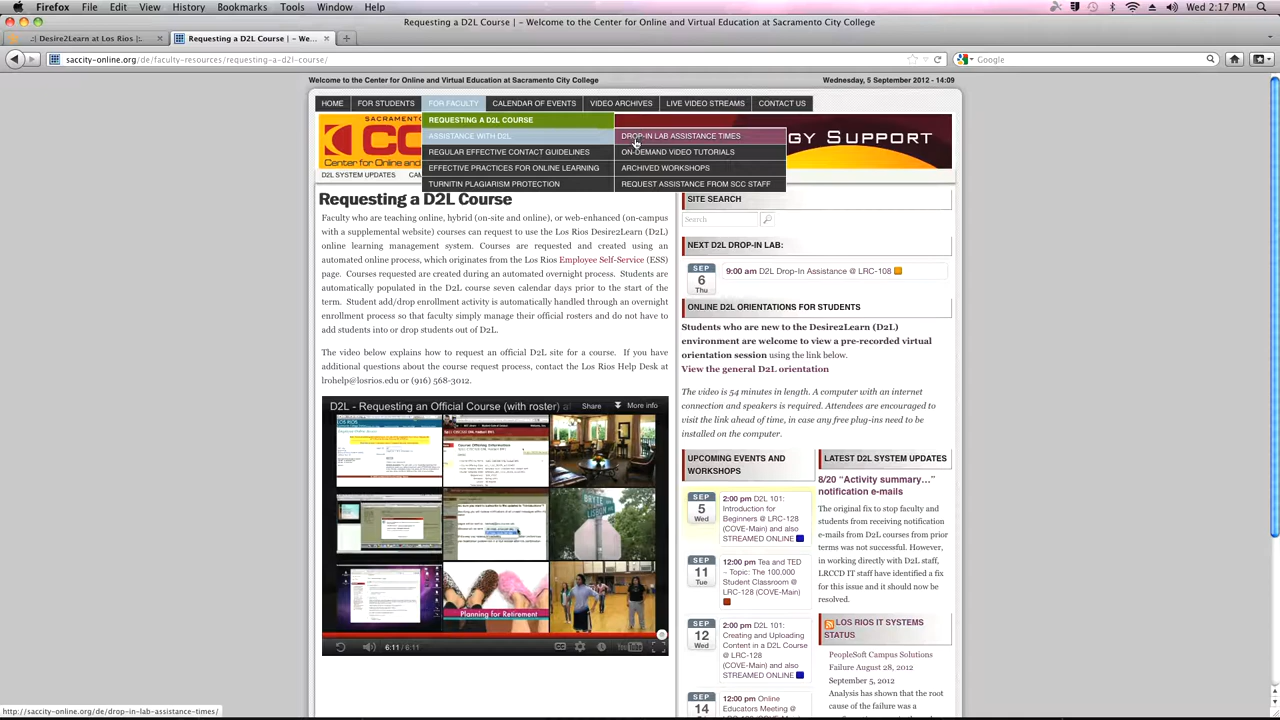 Firefox File Edit View History Bookmarks Tools Window Help Wed 2:17 PM
Requesting a D2L Course | – Welcome to the Center for Online and Virtual Education at Sacramento City College
.:| Desire2Learn at Los Rios |:. Requesting a D2L Course | – We...
saccity-online.org/de/faculty-resources/requesting-a-d2l-course/ Google
Welcome to the Center for Online and Virtual Education at Sacramento City College Wednesday, 5 September 2012 - 14:09
HOME FOR STUDENTS FOR FACULTY CALENDAR OF EVENTS VIDEO ARCHIVES LIVE VIDEO STREAMS CONTACT US
REQUESTING A D2L COURSE
ASSISTANCE WITH D2L DROP-IN LAB ASSISTANCE TIMES
REGULAR EFFECTIVE CONTACT GUIDELINES ON-DEMAND VIDEO TUTORIALS
EFFECTIVE PRACTICES FOR ONLINE LEARNING ARCHIVED WORKSHOPS
TURNITIN PLAGIARISM PROTECTION REQUEST ASSISTANCE FROM SCC STAFF
SACRAMENTO
GY SUPPORT
Center for Online and
D2L SYSTEM UPDATES
Requesting a D2L Course
Faculty who are teaching online, hybrid (on-site and online), or web-enhanced (on-campus
with a supplemental website) courses can request to use the Los Rios Desire2Learn (D2L)
online learning management system. Courses are requested and created using an
automated online process, which originates from the Los Rios Employee Self-Service (ESS)
page. Courses requested are created during an automated overnight process. Students are
automatically populated in the D2L course seven calendar days prior to the start of the
term. Student add/drop enrollment activity is automatically handled through an overnight
enrollment process so that faculty simply manage their official rosters and do not have to
add students into or drop students out of D2L.
The video below explains how to request an official D2L site for a course. If you have
additional questions about the course request process, contact the Los Rios Help Desk at
lrohelp@losrios.edu or (916) 568-3012.
D2L - Requesting an Official Course (with roster) a Share More info
Planning for Retirement
6:11 / 6:11
SITE SEARCH
Search
NEXT D2L DROP-IN LAB:
SEP 6 Thu
9:00 am D2L Drop-In Assistance @ LRC-108
ONLINE D2L ORIENTATIONS FOR STUDENTS
Students who are new to the Desire2Learn (D2L)
environment are welcome to view a pre-recorded virtual
orientation session using the link below.
View the general D2L orientation
The video is 54 minutes in length. A computer with an internet
connection and speakers is required. Attendees are encouraged to
visit the link ahead of time, in case any free plug-ins need to be
installed on the computer.
UPCOMING EVENTS AND
WORKSHOPS
SEP 5 Wed
2:00 pm D2L 101:
Introduction for
Beginners @ LRC-128
(COVE-Main) and also
STREAMED ONLINE
SEP 11 Tue
12:00 pm Tea and TED
– Topic: The 100,000
Student Classroom @
LRC-128 (COVE-Main)
SEP 12 Wed
2:00 pm D2L 101:
Creating and Uploading
Content in a D2L Course
@ LRC-128
(COVE-Main) and also
STREAMED ONLINE
SEP 14
12:00 pm Online
Educators Meeting @
LATEST D2L SYSTEM UPDATES
8/20 “Activity summary…”
notification e-mails
The original fix to stop faculty and
students from receiving notification
e-mails from D2L courses from prior
terms was not successful. However,
in working directly with D2L staff,
LRCCD IT staff have identified a fix
for this issue and it should now be
resolved.
LOS RIOS IT SYSTEMS
STATUS
PeopleSoft Campus Solutions
Failure August 28, 2012
September 5, 2012
Analysis has shown that the root
cause of the failure was a
http://saccity-online.org/de/drop-in-lab-assistance-times/